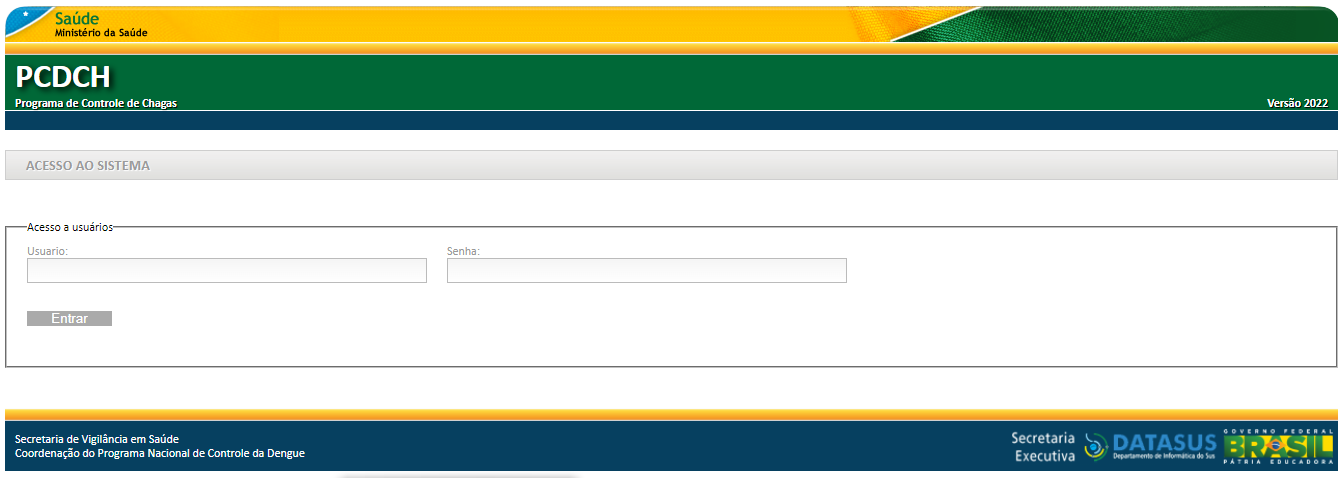 Saúde
Ministério da Saúde
PCDCH
Programa de Controle de Chagas
Versão 2022
ACESSO AO SISTEMA
Acesso a usuários
Usuario:
Senha:
Entrar
Secretaria de Vigilância em Saúde
Coordenação do Programa Nacional de Controle da Dengue
Secretaria
Executiva
DATASUS
Departamento de Informática do Sus
GOVERNO FEDERAL
BRASIL
PÁTRIA EDUCADORA